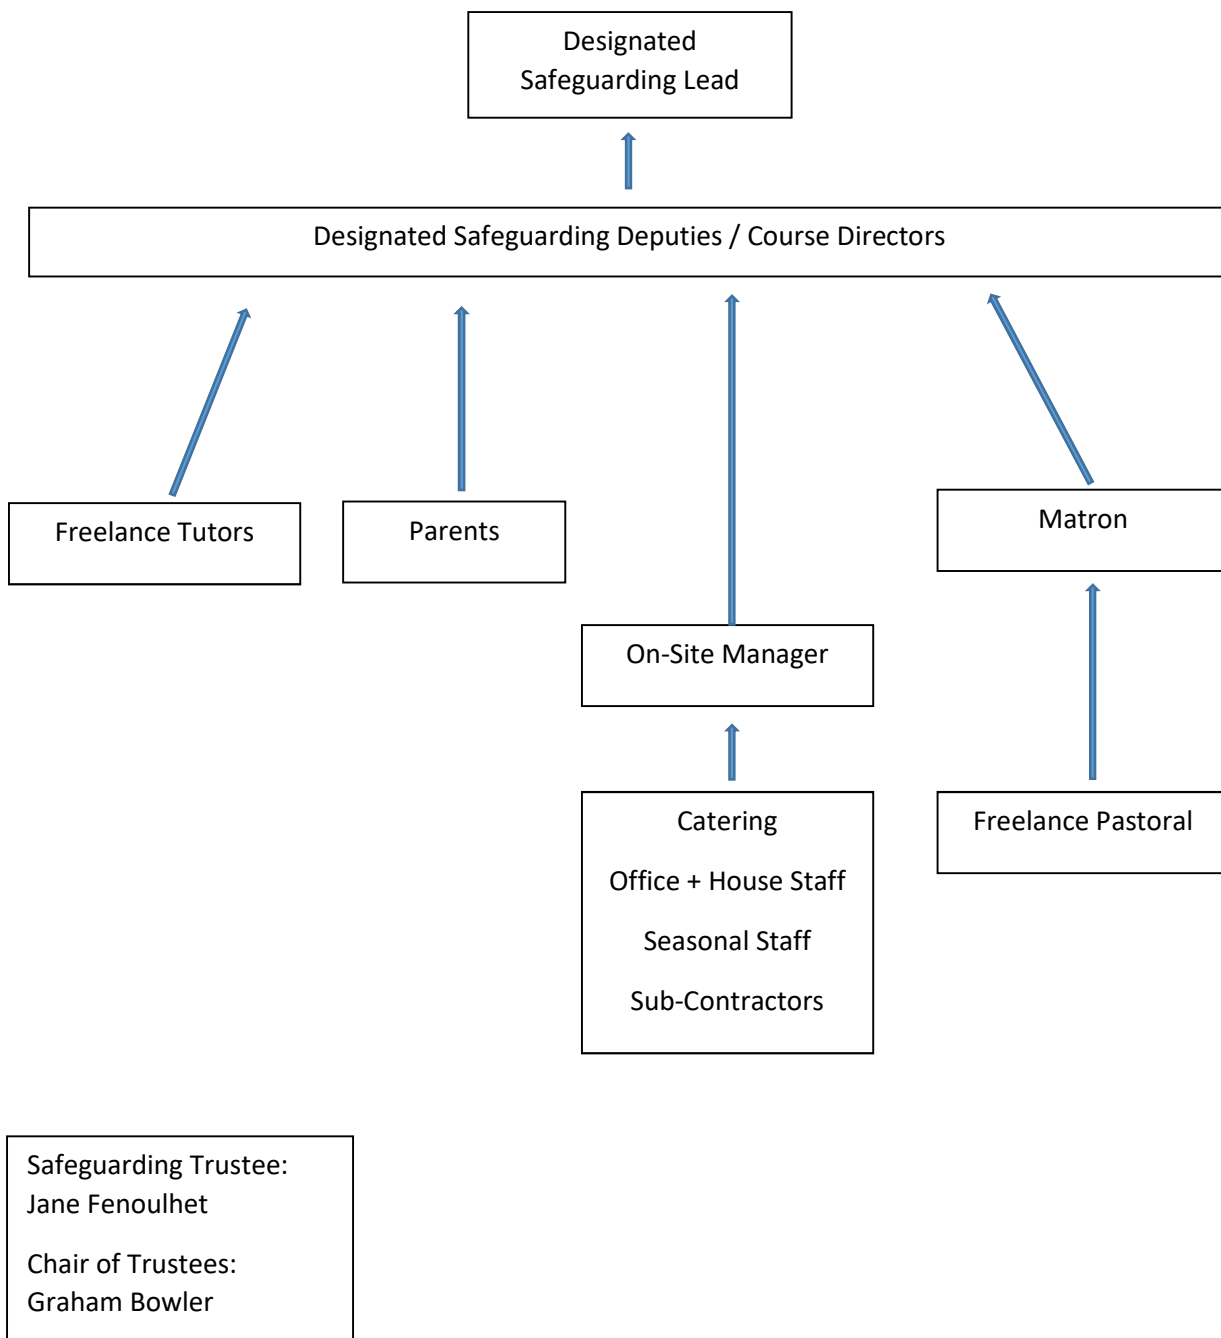 Designated
Safeguarding Lead
Designated Safeguarding Deputies / Course Directors
Freelance Tutors
Parents
Matron
On-Site Manager
Catering
Office + House Staff
Seasonal Staff
Sub-Contractors
Freelance Pastoral
Safeguarding Trustee:
Jane Fenoulhet
Chair of Trustees:
Graham Bowler